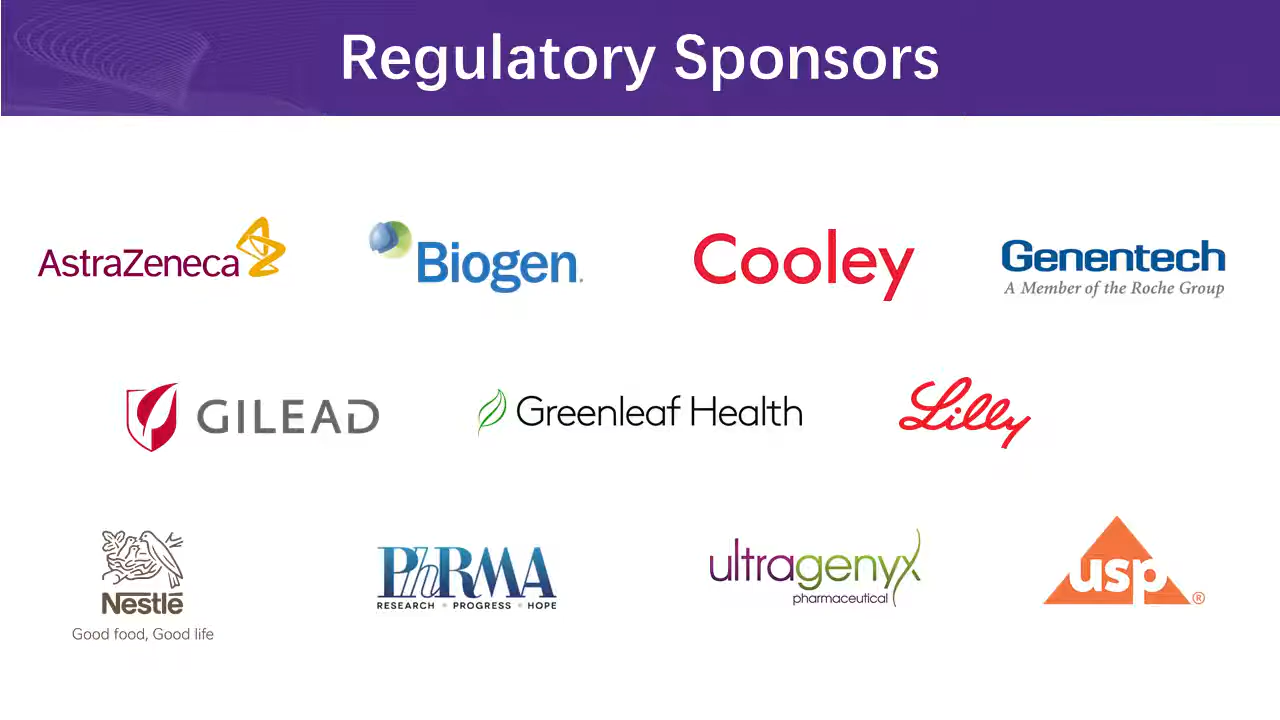 Regulatory Sponsors
AstraZeneca
Biogen.
Cooley
Genentech
A Member of the Roche Group
GILEAD
Greenleaf Health
Lilly
Nestlé
Good food, Good life
PhRMA
RESEARCH • PROGRESS • HOPE
ultragenyx
pharmaceutical
usp®